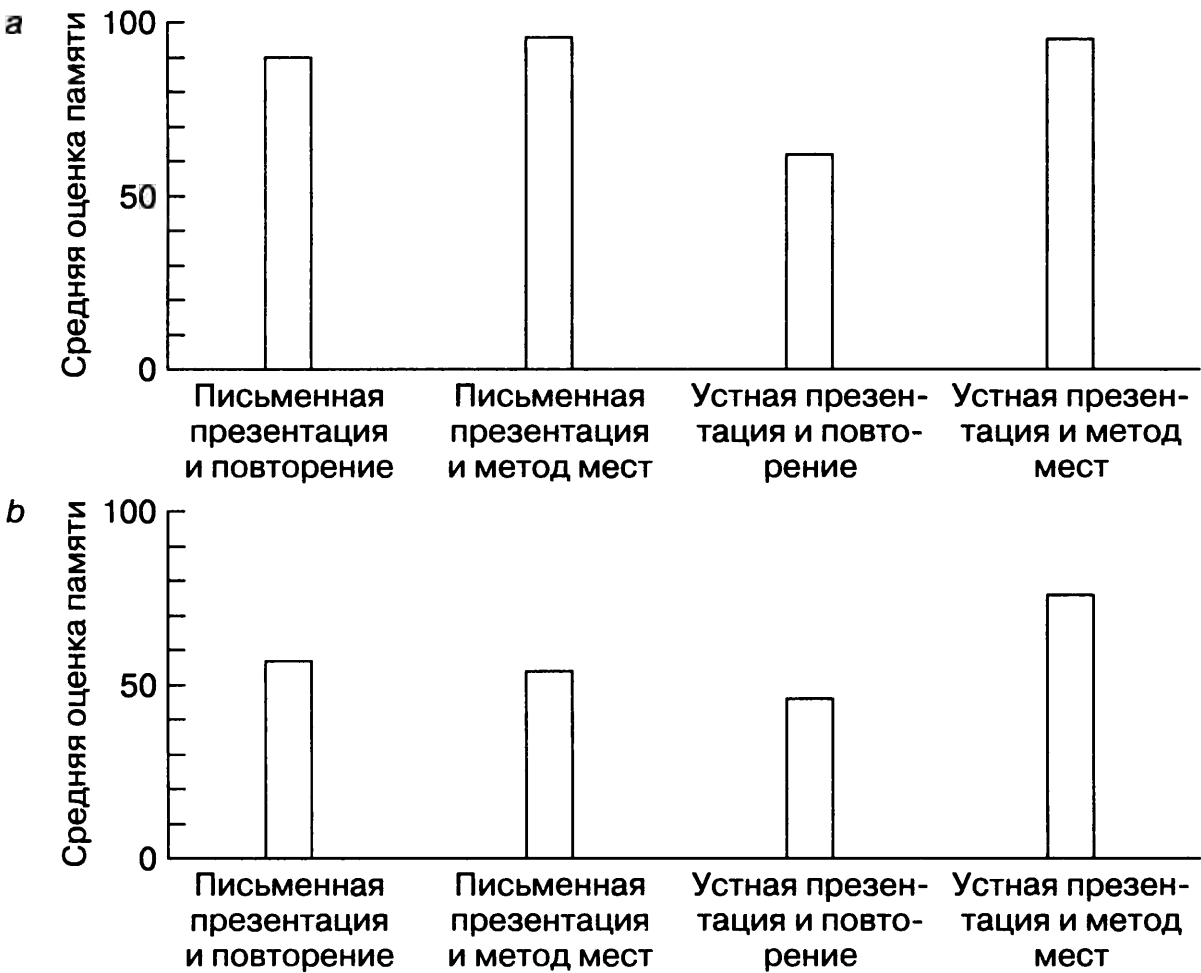 a
Средняя оценка памяти
100
50
0
Письменная
презентация
и повторение
Письменная
презентация
и метод мест
Устная презен-
тация и повто-
рение
Устная презен-
тация и метод
мест
b
Средняя оценка памяти
100
50
0
Письменная
презентация
и повторение
Письменная
презентация
и метод мест
Устная презен-
тация и повто-
рение
Устная презен-
тация и метод
мест